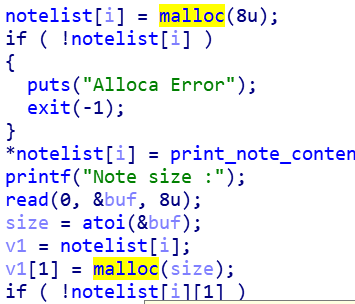 notelist[i] = malloc(8u);
if ( !notelist[i] )
{
puts("Alloca Error");
exit(-1);
}
*notelist[i] = print_note_conten
printf("Note size :");
read(0, &buf, 8u);
size = atoi(&buf);
v1 = notelist[i];
v1[1] = malloc(size);
if ( !notelist[i][1] )